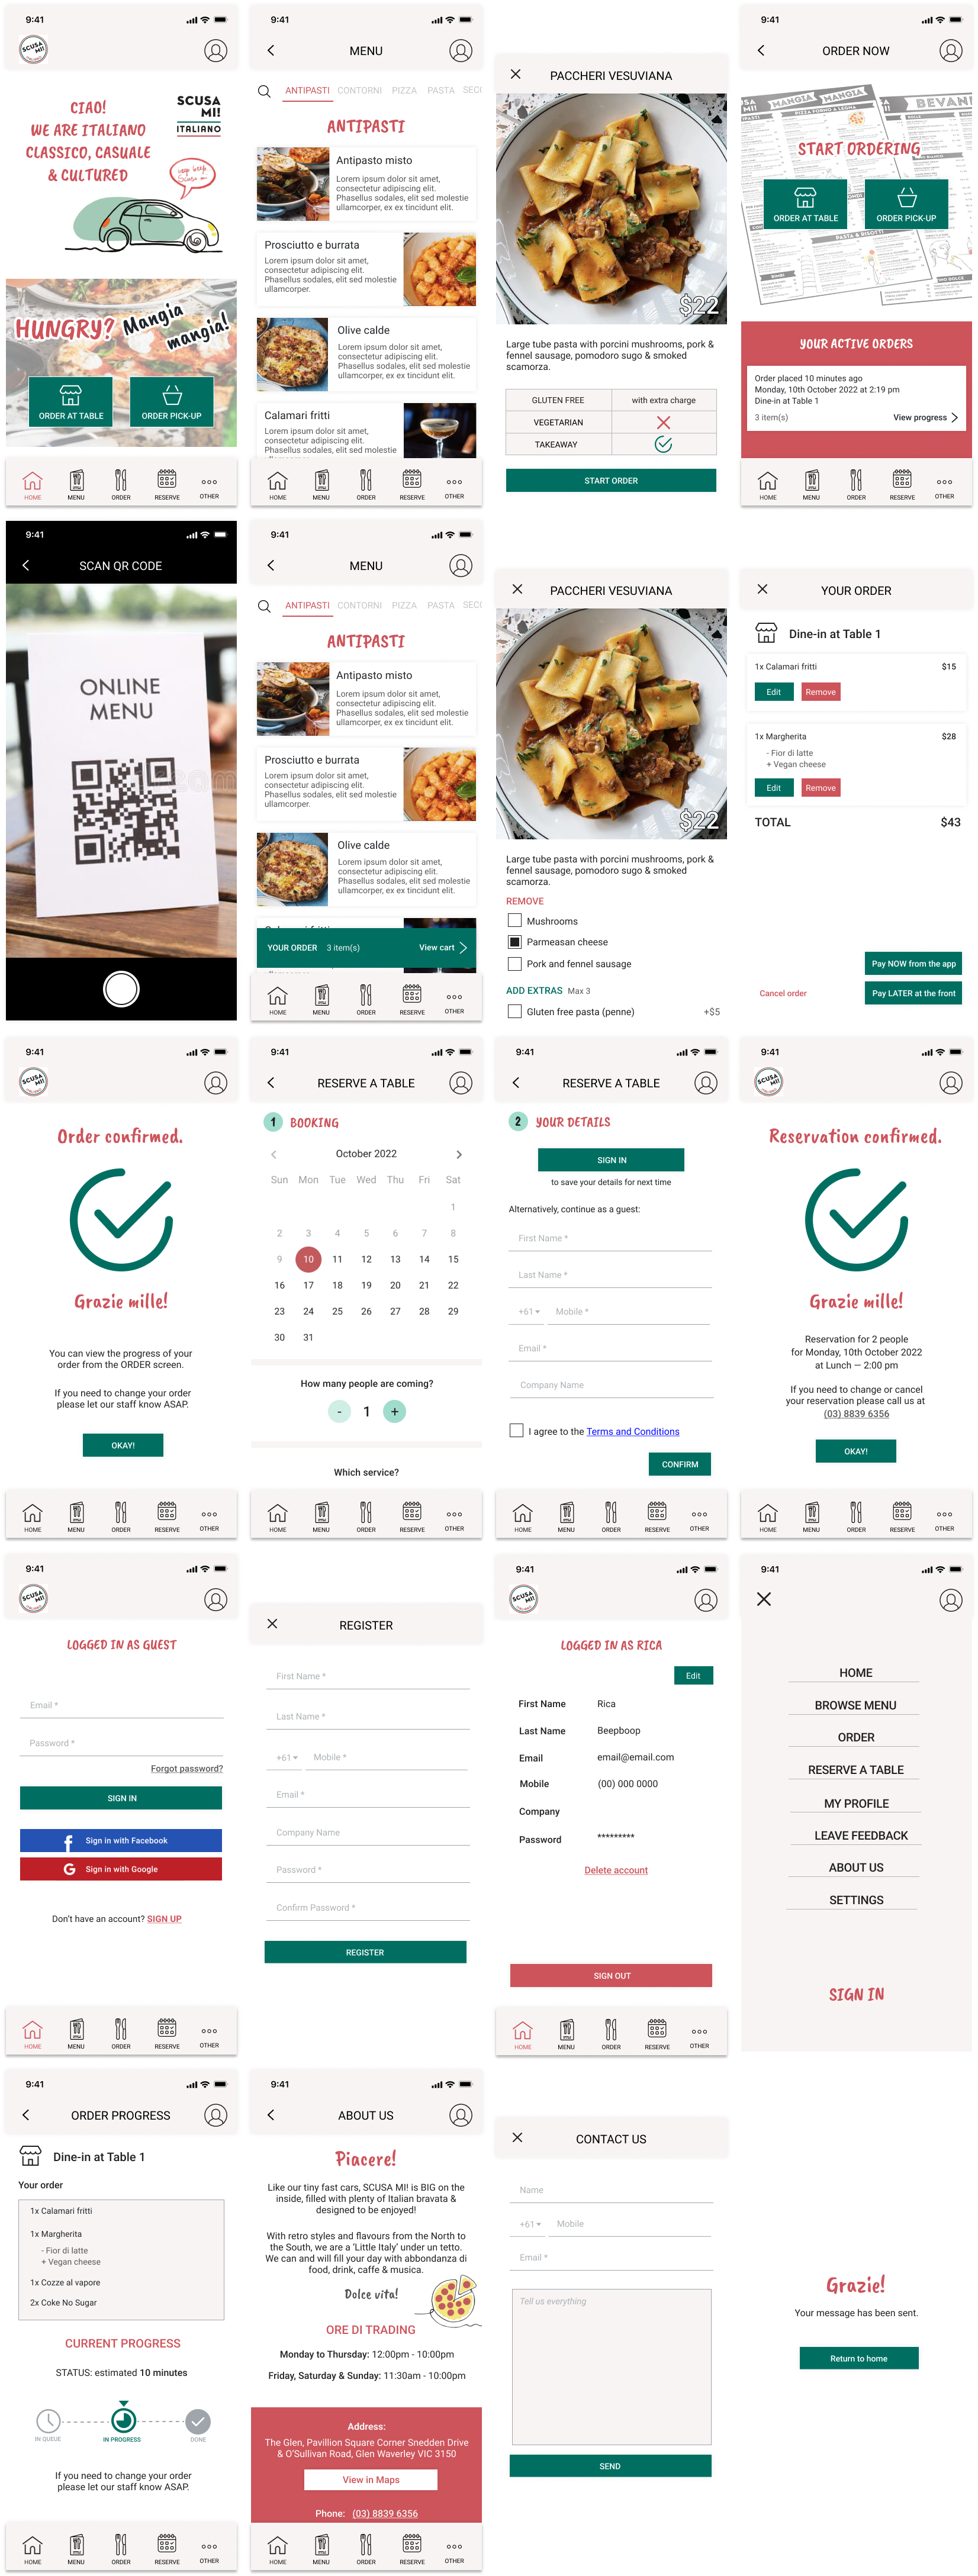 9:41
SCUSA MI!
CIAO!
WE ARE ITALIANO
CLASSICO, CASUALE
& CULTURED
SCUSA
MI!
ITALIANO
HUNGRY? Mangia
mangia!
ORDER AT TABLE
ORDER PICK-UP
HOME MENU ORDER RESERVE OTHER
9:41
MENU
ANTIPASTI CONTORNI PIZZA PASTA SEC
ANTIPASTI
Antipasto misto
Lorem ipsum dolor sit amet,
consectetur adipiscing elit.
Phasellus sodales, elit sed molestie
ullamcorper, ex ex tincidunt elit.
Prosciutto e burrata
Lorem ipsum dolor sit amet,
consectetur adipiscing elit.
Phasellus sodales, elit sed molestie
ullamcorper.
Olive calde
Lorem ipsum dolor sit amet,
consectetur adipiscing elit.
Phasellus sodales, elit sed molestie
ullamcorper, ex ex tincidunt elit.
Calamari fritti
Lorem ipsum dolor sit amet,
consectetur adipiscing elit.
Phasellus sodales, elit sed molestie
HOME MENU ORDER RESERVE OTHER
PACCHERI VESUVIANA
$22
Large tube pasta with porcini mushrooms, pork &
fennel sausage, pomodoro sugo & smoked
scamorza.
GLUTEN FREE with extra charge
VEGETARIAN
TAKEAWAY
START ORDER
9:41
ORDER NOW
MANGIA MANGIA
BEVANI
START ORDERING
ORDER AT TABLE
ORDER PICK-UP
YOUR ACTIVE ORDERS
Order placed 10 minutes ago
Monday, 10th October 2022 at 2:19 pm
Dine-in at Table 1
3 item(s) View progress
HOME MENU ORDER RESERVE OTHER
9:41
SCAN QR CODE
ONLINE
MENU
9:41
MENU
ANTIPASTI CONTORNI PIZZA PASTA SEC
ANTIPASTI
Antipasto misto
Lorem ipsum dolor sit amet,
consectetur adipiscing elit.
Phasellus sodales, elit sed molestie
ullamcorper, ex ex tincidunt elit.
Prosciutto e burrata
Lorem ipsum dolor sit amet,
consectetur adipiscing elit.
Phasellus sodales, elit sed molestie
ullamcorper.
Olive calde
Lorem ipsum dolor sit amet,
consectetur adipiscing elit.
Phasellus sodales, elit sed molestie
ullamcorper, ex ex tincidunt elit.
YOUR ORDER 3 item(s) View cart
HOME MENU ORDER RESERVE OTHER
PACCHERI VESUVIANA
$22
Large tube pasta with porcini mushrooms, pork &
fennel sausage, pomodoro sugo & smoked
scamorza.
REMOVE
Mushrooms
Parmeasan cheese
Pork and fennel sausage
ADD EXTRAS Max 3
Gluten free pasta (penne) +$5
YOUR ORDER
Dine-in at Table 1
1x Calamari fritti $15
Edit Remove
1x Margherita $28
- Fior di latte
+ Vegan cheese
Edit Remove
TOTAL $43
Pay NOW from the app
Cancel order Pay LATER at the front
9:41
SCUSA MI!
Order confirmed.
Grazie mille!
You can view the progress of your
order from the ORDER screen.
If you need to change your order
please let our staff know ASAP.
OKAY!
HOME MENU ORDER RESERVE OTHER
9:41
RESERVE A TABLE
1 BOOKING
October 2022
Sun Mon Tue Wed Thu Fri Sat
1
2 3 4 5 6 7 8
9 10 11 12 13 14 15
16 17 18 19 20 21 22
23 24 25 26 27 28 29
30 31
How many people are coming?
- 1 +
Which service?
HOME MENU ORDER RESERVE OTHER
9:41
RESERVE A TABLE
2 YOUR DETAILS
SIGN IN
to save your details for next time
Alternatively, continue as a guest:
First Name *
Last Name *
+61 Mobile *
Email *
Company Name
I agree to the Terms and Conditions
CONFIRM
HOME MENU ORDER RESERVE OTHER
9:41
SCUSA MI!
Reservation confirmed.
Grazie mille!
Reservation for 2 people
for Monday, 10th October 2022
at Lunch — 2:00 pm
If you need to change or cancel
your reservation please call us at
(03) 8839 6356
OKAY!
HOME MENU ORDER RESERVE OTHER
9:41
SCUSA MI!
LOGGED IN AS GUEST
Email *
Password *
Forgot password?
SIGN IN
Sign in with Facebook
Sign in with Google
Don't have an account? SIGN UP
HOME MENU ORDER RESERVE OTHER
REGISTER
First Name *
Last Name *
+61 Mobile *
Email *
Company Name
Password *
Confirm Password *
REGISTER
9:41
SCUSA MI!
LOGGED IN AS RICA
Edit
First Name Rica
Last Name Beepboop
Email email@email.com
Mobile (00) 000 0000
Company
Password *********
Delete account
SIGN OUT
HOME MENU ORDER RESERVE OTHER
9:41
HOME
BROWSE MENU
ORDER
RESERVE A TABLE
MY PROFILE
LEAVE FEEDBACK
ABOUT US
SETTINGS
SIGN IN
9:41
ORDER PROGRESS
Dine-in at Table 1
Your order
1x Calamari fritti
1x Margherita
- Fior di latte
+ Vegan cheese
1x Cozze al vapore
2x Coke No Sugar
CURRENT PROGRESS
STATUS: estimated 10 minutes
IN QUEUE IN PROGRESS DONE
If you need to change your order
please let our staff know ASAP.
HOME MENU ORDER RESERVE OTHER
9:41
ABOUT US
Piacere!
Like our tiny fast cars, SCUSA MI! is BIG on the
inside, filled with plenty of Italian bravata &
designed to be enjoyed!
With retro styles and flavours from the North to
the South, we are a 'Little Italy' under un tetto.
We can and will fill your day with abbondanza di
food, drink, caffe & musica.
Dolce vita!
ORE DI TRADING
Monday to Thursday: 12:00pm - 10:00pm
Friday, Saturday & Sunday: 11:30am - 10:00pm
Address:
The Glen, Pavillion Square Corner Snedden Drive
& O'Sullivan Road, Glen Waverley VIC 3150
View in Maps
Phone: (03) 8839 6356
HOME MENU ORDER RESERVE OTHER
CONTACT US
Name
+61 Mobile
Email *
Tell us everything
SEND
Grazie!
Your message has been sent.
Return to home